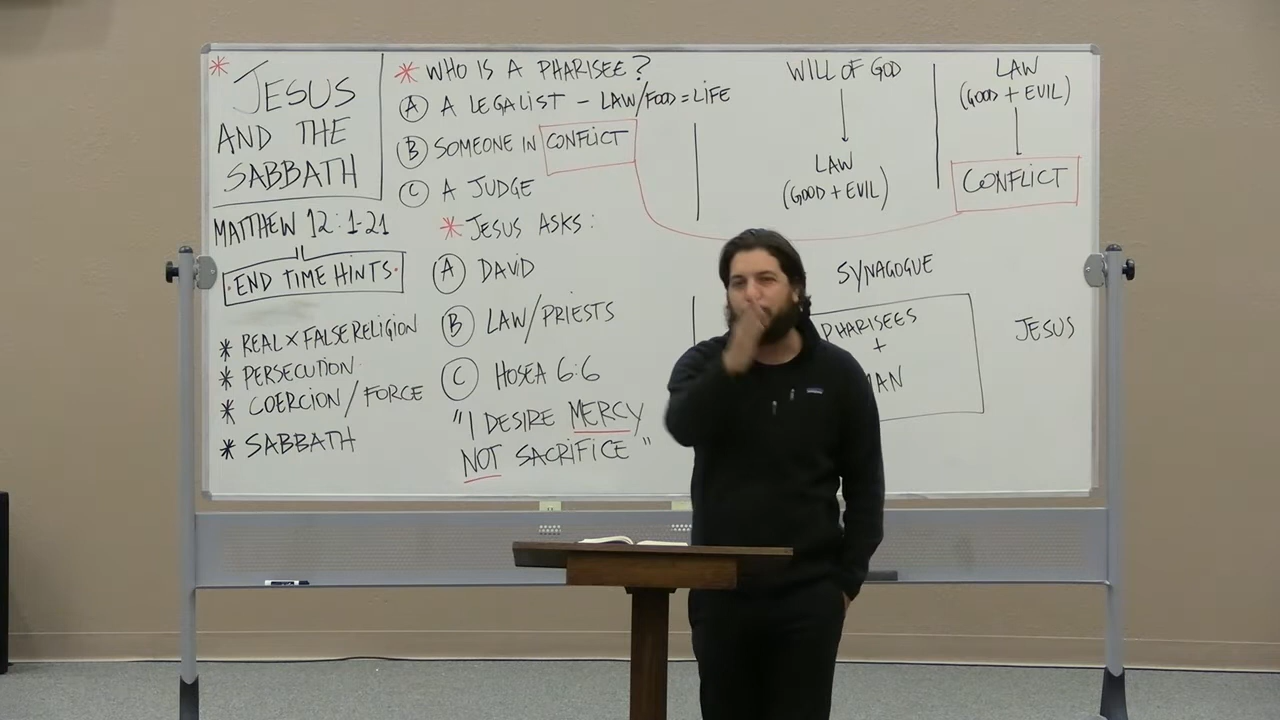 * JESUS
AND THE
SABBATH
MATTHEW 12:1-21
END TIME HINTS.
* REAL X FALSE RELIGION
* PERSECUTION
* COERCION/FORCE
* SABBATH
* WHO IS A PHARISEE?
(A) A LEGALIST – LAW/FOOD = LIFE
(B) SOMEONE IN CONFLICT
(C) A JUDGE
* JESUS ASKS:
(A) DAVID
(B) LAW/PRIESTS
(C) HOSEA 6:6
"I DESIRE MERCY
NOT SACRIFICE"
WILL OF GOD
LAW
(GOOD + EVIL)
LAW
(GOOD + EVIL)
CONFLICT
SYNAGOGUE
PHARISEES
+
JESUS